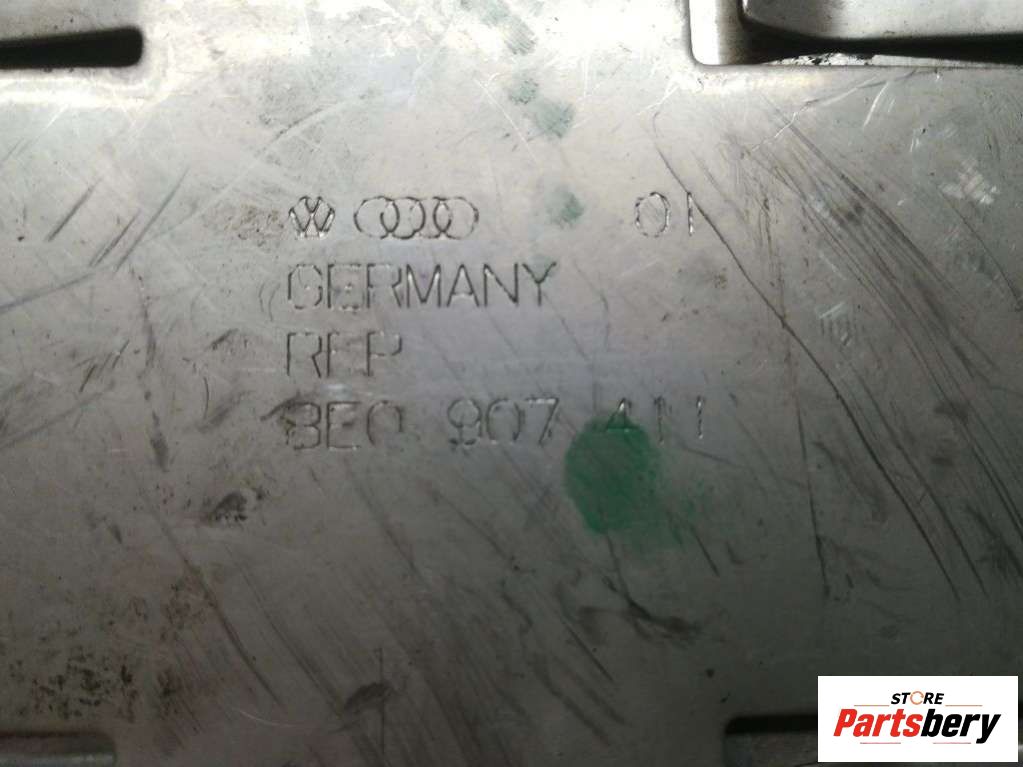 01
GERMANY
REP
8E0 907 411
STORE
Partsbery